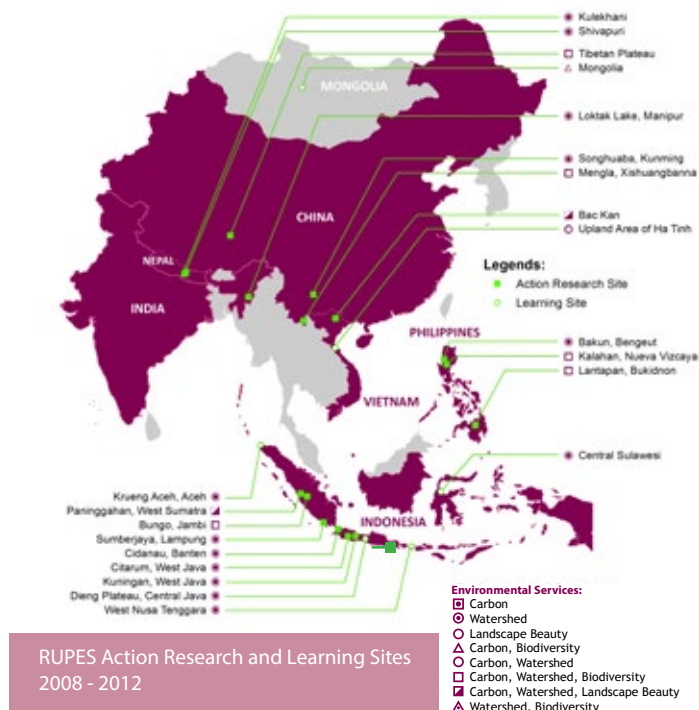 Kulekhani
Shivapuri
Tibetan Plateau
MONGOLIA
Mongolia
Loktak Lake, Manipur
Songhuaba, Kunming
Mengla, Xishuangbanna
CHINA
Bac Kan
Upland Area of Ha Tinh
NEPAL
Legends:
Action Research Site
Learning Site
INDIA
PHILIPPINES
Bakun, Bengeut
Kalahan, Nueva Vizcaya
Lantapan, Bukidnon
VIETNAM
Central Sulawesi
Krueng Aceh, Aceh
Paninggahan, West Sumatra
Bungo, Jambi
INDONESIA
Sumberjaya, Lampung
Cidanau, Banten
Citarum, West Java
Kuningan, West Java
Dieng Plateau, Central Java
West Nusa Tenggara
Environmental Services:
Carbon
Watershed
Landscape Beauty
Carbon, Biodiversity
Carbon, Watershed
Carbon, Watershed, Biodiversity
Carbon, Watershed, Landscape Beauty
Watershed, Biodiversity
RUPES Action Research and Learning Sites
2008 - 2012